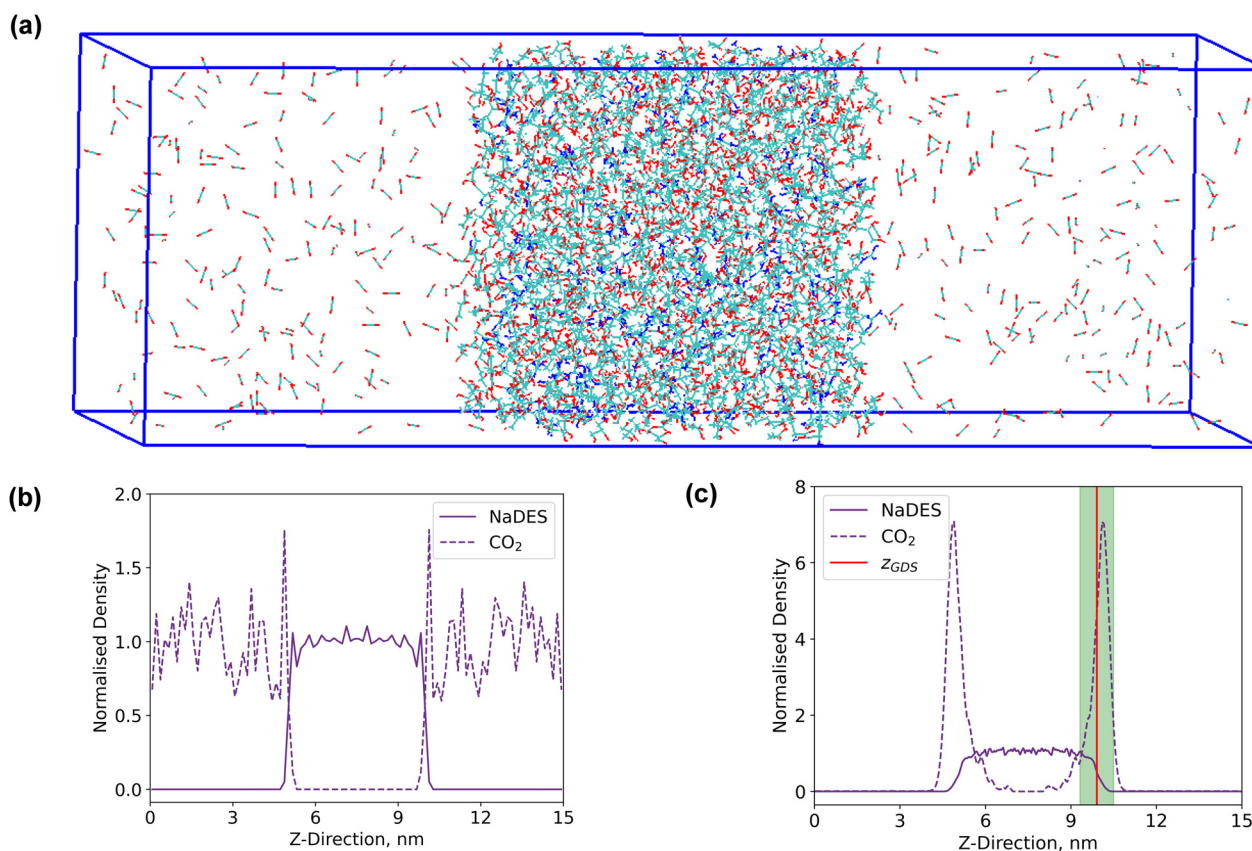 (a)
(b)
2.0
1.5
1.0
0.5
0.0
Normalised Density
NaDES
CO₂
0 3 6 9 12 15
Z-Direction, nm
(c)
8
6
4
2
0
Normalised Density
NaDES
CO₂
z_GDS
0 3 6 9 12 15
Z-Direction, nm